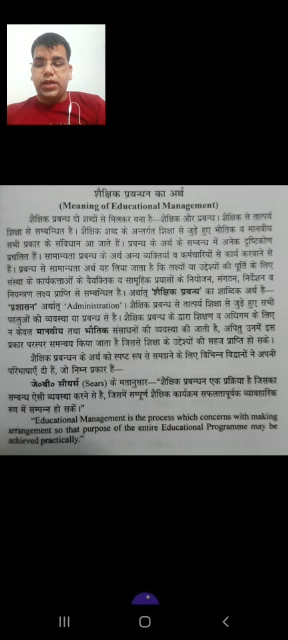 शैक्षिक प्रबन्धन का अर्थ
(Meaning of Educational Management)
शैक्षिक प्रबन्ध दो शब्दों से मिलकर बना है—शैक्षिक और प्रबन्ध। शैक्षिक से तात्पर्य
शिक्षा से सम्बन्धित है। शैक्षिक शब्द के अन्तर्गत शिक्षा से जुड़े हुए भौतिक व मानवीय
सभी प्रकार के संविधान आ जाते हैं। प्रबन्ध के अर्थ के सम्बन्ध में अनेक दृष्टिकोण
प्रचलित हैं। सामान्यतः प्रबन्ध के अर्थ अन्य व्यक्तियों व कर्मचारियों से कार्य करवाने से
हैं। प्रबन्ध से सामान्यतः अर्थ यह लिया जाता है कि लक्ष्यों या उद्देश्यों की पूर्ति के लिए
संस्था के कार्यकर्ताओं के वैयक्तिक व सामूहिक प्रयासों के नियोजन, संगठन, निर्देशन व
नियन्त्रण लक्ष्य प्राप्ति से सम्बन्धित है। अर्थात् 'शैक्षिक प्रबन्ध' का शाब्दिक अर्थ है—
'प्रशासन' अर्थात् 'Administration'। शैक्षिक प्रबन्ध से तात्पर्य शिक्षा से जुड़े हुए सभी
पहलुओं की व्यवस्था या प्रबन्ध से है। शैक्षिक प्रबन्ध के द्वारा शिक्षण व अधिगम के लिए
न केवल मानवीय तथा भौतिक संसाधनों की व्यवस्था की जाती है, अपितु उनमें इस
प्रकार परस्पर समन्वय किया जाता है जिससे शिक्षा के उद्देश्यों की सहज प्राप्ति हो सके।
शैक्षिक प्रबन्धन के अर्थ को स्पष्ट रूप से समझने के लिए विभिन्न विद्वानों ने अपनी
परिभाषाएँ दी हैं, जो निम्न प्रकार हैं—
जे०बी० सीयर्स (Sears) के मतानुसार—"शैक्षिक प्रबन्धन एक प्रक्रिया है जिसका
सम्बन्ध ऐसी व्यवस्था करने से है, जिसमें सम्पूर्ण शैक्षिक कार्यक्रम सफलतापूर्वक व्यावहारिक
रूप में सम्पन्न हो सकें।"
"Educational Management is the process which concerns with making
arrangement so that purpose of the entire Educational Programme may be
achieved practically."